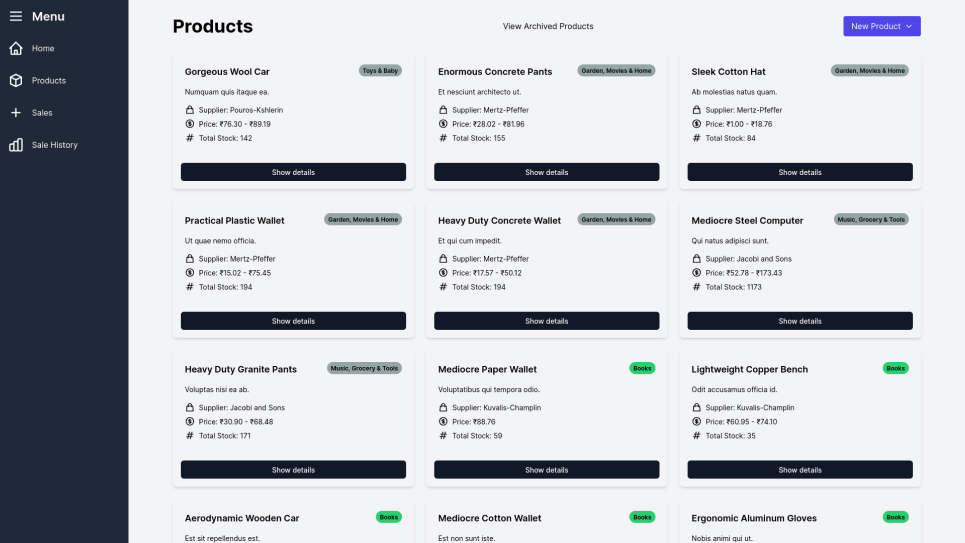 Menu
Home
Products
Sales
Sale History
Products
View Archived Products
New Product
Gorgeous Wool Car
Toys & Baby
Numquam quis itaque ea.
Supplier: Pouros-Kshlerin
Price: ₹76.30 - ₹89.19
# Total Stock: 142
Show details
Enormous Concrete Pants
Garden, Movies & Home
Et nesciunt architecto ut.
Supplier: Mertz-Pfeffer
Price: ₹28.02 - ₹81.96
# Total Stock: 155
Show details
Sleek Cotton Hat
Garden, Movies & Home
Ab molestias natus quam.
Supplier: Mertz-Pfeffer
Price: ₹1.00 - ₹18.76
# Total Stock: 84
Show details
Practical Plastic Wallet
Garden, Movies & Home
Ut quae nemo officia.
Supplier: Mertz-Pfeffer
Price: ₹15.02 - ₹75.45
# Total Stock: 194
Show details
Heavy Duty Concrete Wallet
Garden, Movies & Home
Et qui cum impedit.
Supplier: Mertz-Pfeffer
Price: ₹17.57 - ₹50.12
# Total Stock: 194
Show details
Mediocre Steel Computer
Music, Grocery & Tools
Qui natus adipisci sunt.
Supplier: Jacobi and Sons
Price: ₹52.78 - ₹173.43
# Total Stock: 1173
Show details
Heavy Duty Granite Pants
Music, Grocery & Tools
Voluptas nisi ea ab.
Supplier: Jacobi and Sons
Price: ₹30.90 - ₹68.48
# Total Stock: 171
Show details
Mediocre Paper Wallet
Books
Voluptatibus qui tempora odio.
Supplier: Kuvalis-Champlin
Price: ₹88.76
# Total Stock: 59
Show details
Lightweight Copper Bench
Books
Odit accusamus officia id.
Supplier: Kuvalis-Champlin
Price: ₹60.95 - ₹74.10
# Total Stock: 35
Show details
Aerodynamic Wooden Car
Books
Est sit repellendus est.
Mediocre Cotton Wallet
Books
Est non sunt iste.
Ergonomic Aluminum Gloves
Books
Nobis animi qui ut.